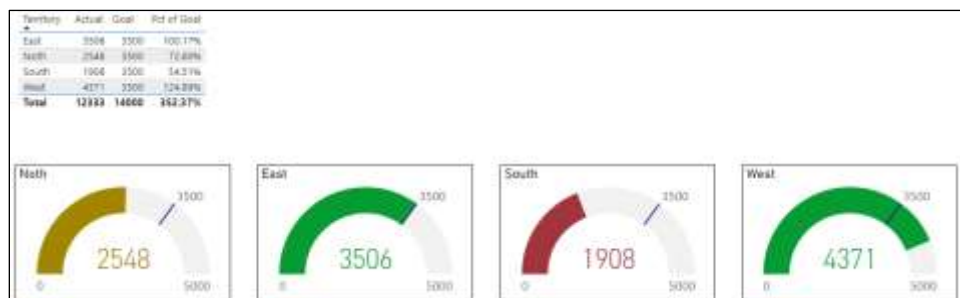 Territory Actual Goal Pct of Goal
East 3506 3500 100.17%
Noth 2548 3500 72.80%
South 1908 3500 54.51%
West 4371 3500 124.89%
Total 12333 14000 352.37%
Noth
3500
2548
0 5000
East
3500
3506
0 5000
South
3500
1908
0 5000
West
3500
4371
0 5000